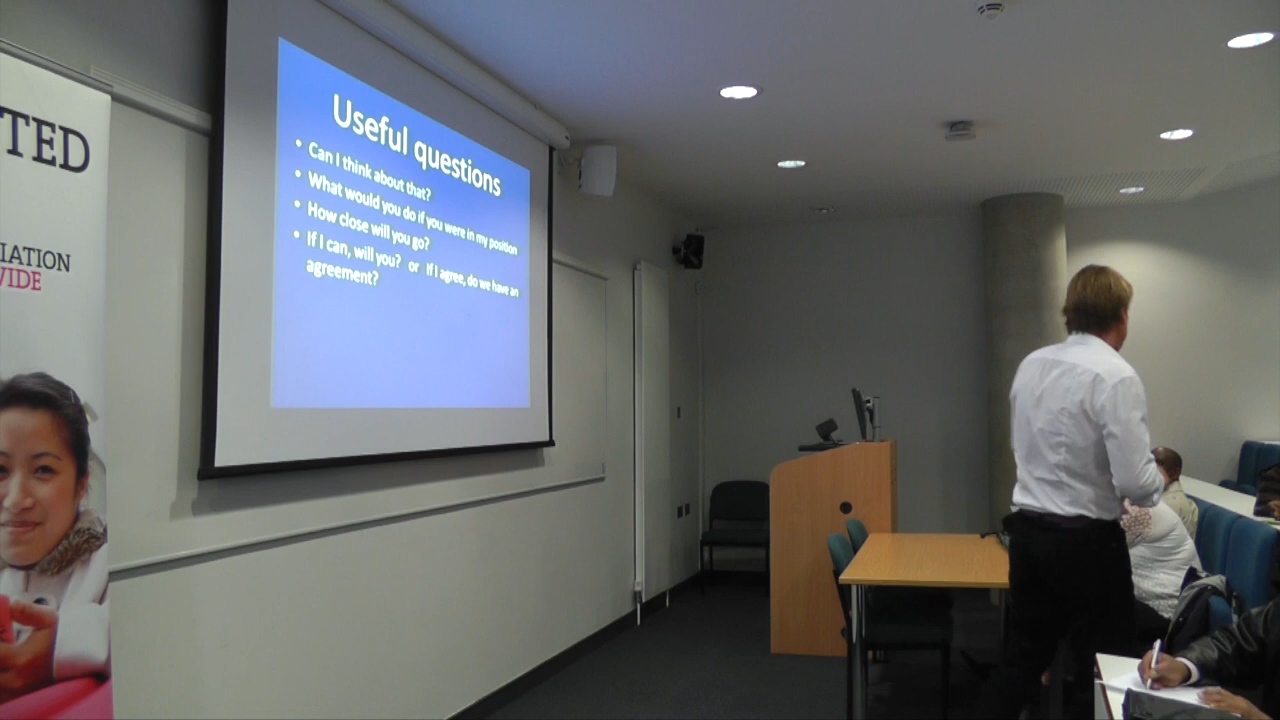 TED
IATION
WIDE
Useful questions
• Can I think about that?
• What would you do if you were in my position
• How close will you go?
• If I can, will you? or If I agree, do we have an
agreement?